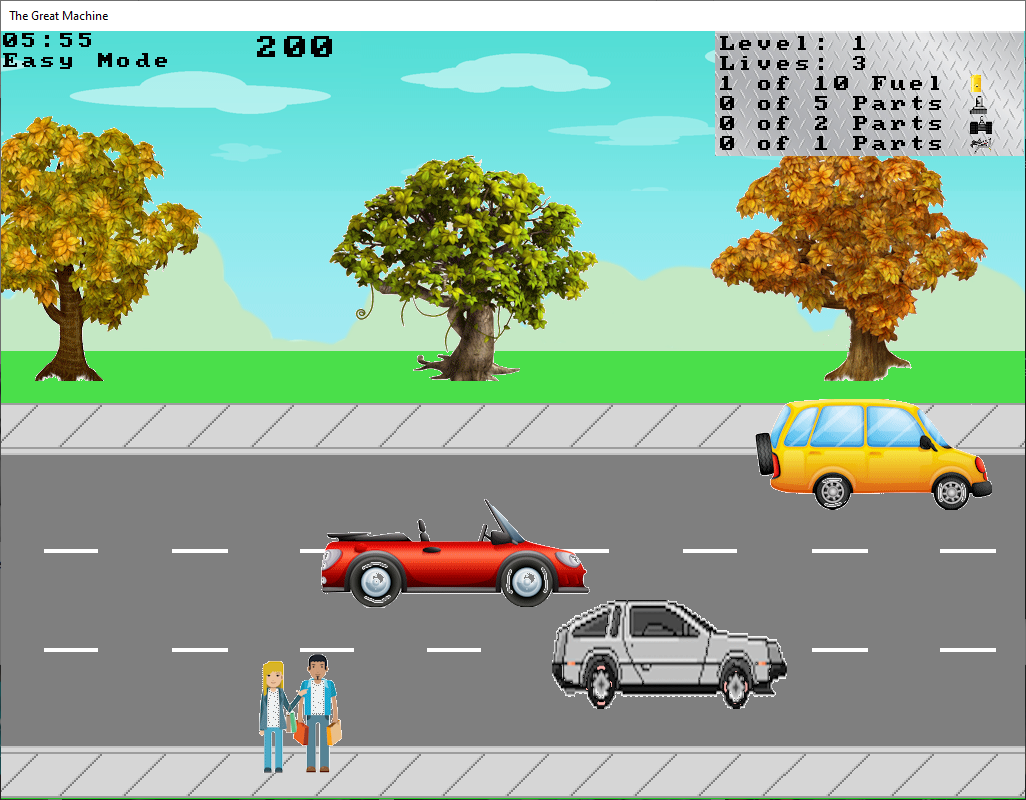 The Great Machine
05:55
Easy Mode
200
Level: 1
Lives: 3
1 of 10 Fuel
0 of 5 Parts
0 of 2 Parts
0 of 1 Parts